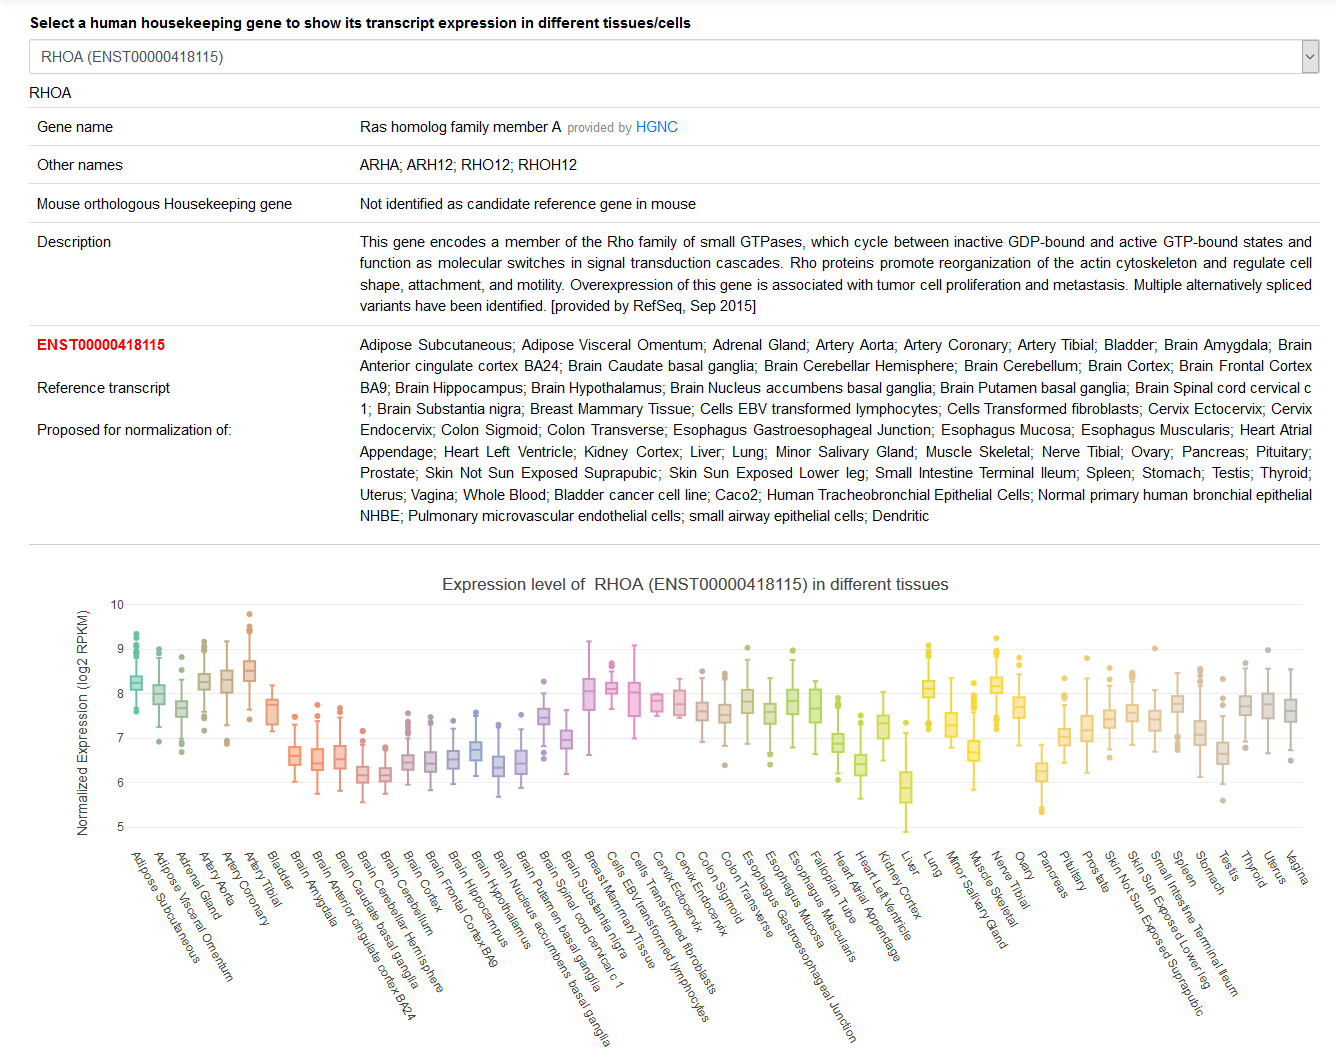 Select a human housekeeping gene to show its transcript expression in different tissues/cells
RHOA (ENST00000418115)
RHOA
Gene name
Ras homolog family member A provided by HGNC
Other names
ARHA; ARH12; RHO12; RHOH12
Mouse orthologous Housekeeping gene
Not identified as candidate reference gene in mouse
Description
This gene encodes a member of the Rho family of small GTPases, which cycle between inactive GDP-bound and active GTP-bound states and
function as molecular switches in signal transduction cascades. Rho proteins promote reorganization of the actin cytoskeleton and regulate cell
shape, attachment, and motility. Overexpression of this gene is associated with tumor cell proliferation and metastasis. Multiple alternatively spliced
variants have been identified. [provided by RefSeq, Sep 2015]
ENST00000418115
Reference transcript
Proposed for normalization of:
Adipose Subcutaneous; Adipose Visceral Omentum; Adrenal Gland; Artery Aorta; Artery Coronary; Artery Tibial; Bladder; Brain Amygdala; Brain
Anterior cingulate cortex BA24; Brain Caudate basal ganglia; Brain Cerebellar Hemisphere; Brain Cerebellum; Brain Cortex; Brain Frontal Cortex
BA9; Brain Hippocampus; Brain Hypothalamus; Brain Nucleus accumbens basal ganglia; Brain Putamen basal ganglia; Brain Spinal cord cervical c
1; Brain Substantia nigra; Breast Mammary Tissue; Cells EBV transformed lymphocytes; Cells Transformed fibroblasts; Cervix Ectocervix; Cervix
Endocervix; Colon Sigmoid; Colon Transverse; Esophagus Gastroesophageal Junction; Esophagus Mucosa; Esophagus Muscularis; Heart Atrial
Appendage; Heart Left Ventricle; Kidney Cortex; Liver; Lung; Minor Salivary Gland; Muscle Skeletal; Nerve Tibial; Ovary; Pancreas; Pituitary;
Prostate; Skin Not Sun Exposed Suprapubic; Skin Sun Exposed Lower leg; Small Intestine Terminal Ileum; Spleen; Stomach; Testis; Thyroid;
Uterus; Vagina; Whole Blood; Bladder cancer cell line; Caco2; Human Tracheobronchial Epithelial Cells; Normal primary human bronchial epithelial
NHBE; Pulmonary microvascular endothelial cells; small airway epithelial cells; Dendritic
Expression level of RHOA (ENST00000418115) in different tissues
Normalized Expression (log2 RPKM)
10
9
8
7
6
5
Adipose Subcutaneous
Adipose Visceral Omentum
Adrenal Gland
Artery Aorta
Artery Coronary
Artery Tibial
Bladder
Brain Amygdala
Brain Anterior cingulate cortex BA24
Brain Caudate basal ganglia
Brain Cerebellar Hemisphere
Brain Cerebellum
Brain Cortex
Brain Frontal Cortex BA9
Brain Hippocampus
Brain Hypothalamus
Brain Nucleus accumbens basal ganglia
Brain Putamen basal ganglia
Brain Spinal cord cervical c 1
Brain Substantia nigra
Breast Mammary Tissue
Cells EBV transformed lymphocytes
Cells Transformed fibroblasts
Cervix Ectocervix
Cervix Endocervix
Colon Sigmoid
Colon Transverse
Esophagus Gastroesophageal Junction
Esophagus Mucosa
Esophagus Muscularis
Fallopian Tube
Heart Atrial Appendage
Heart Left Ventricle
Kidney Cortex
Liver
Lung
Minor Salivary Gland
Muscle Skeletal
Nerve Tibial
Ovary
Pancreas
Pituitary
Prostate
Skin Not Sun Exposed Suprapubic
Skin Sun Exposed Lower leg
Small Intestine Terminal Ileum
Spleen
Stomach
Testis
Thyroid
Uterus
Vagina